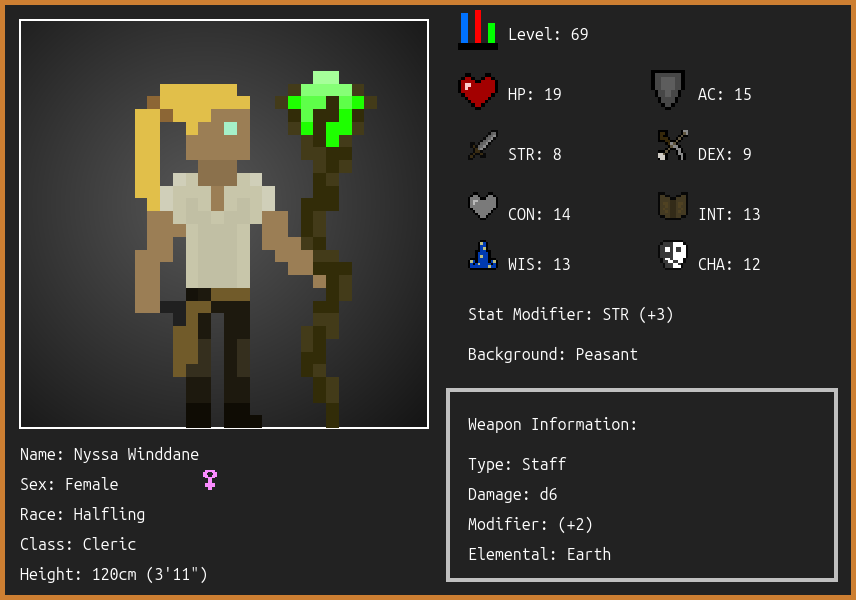 Level: 69
HP: 19
AC: 15
STR: 8
DEX: 9
CON: 14
INT: 13
WIS: 13
CHA: 12
Stat Modifier: STR (+3)
Background: Peasant
Weapon Information:
Type: Staff
Damage: d6
Modifier: (+2)
Elemental: Earth
Name: Nyssa Winddane
Sex: Female
Race: Halfling
Class: Cleric
Height: 120cm (3'11")